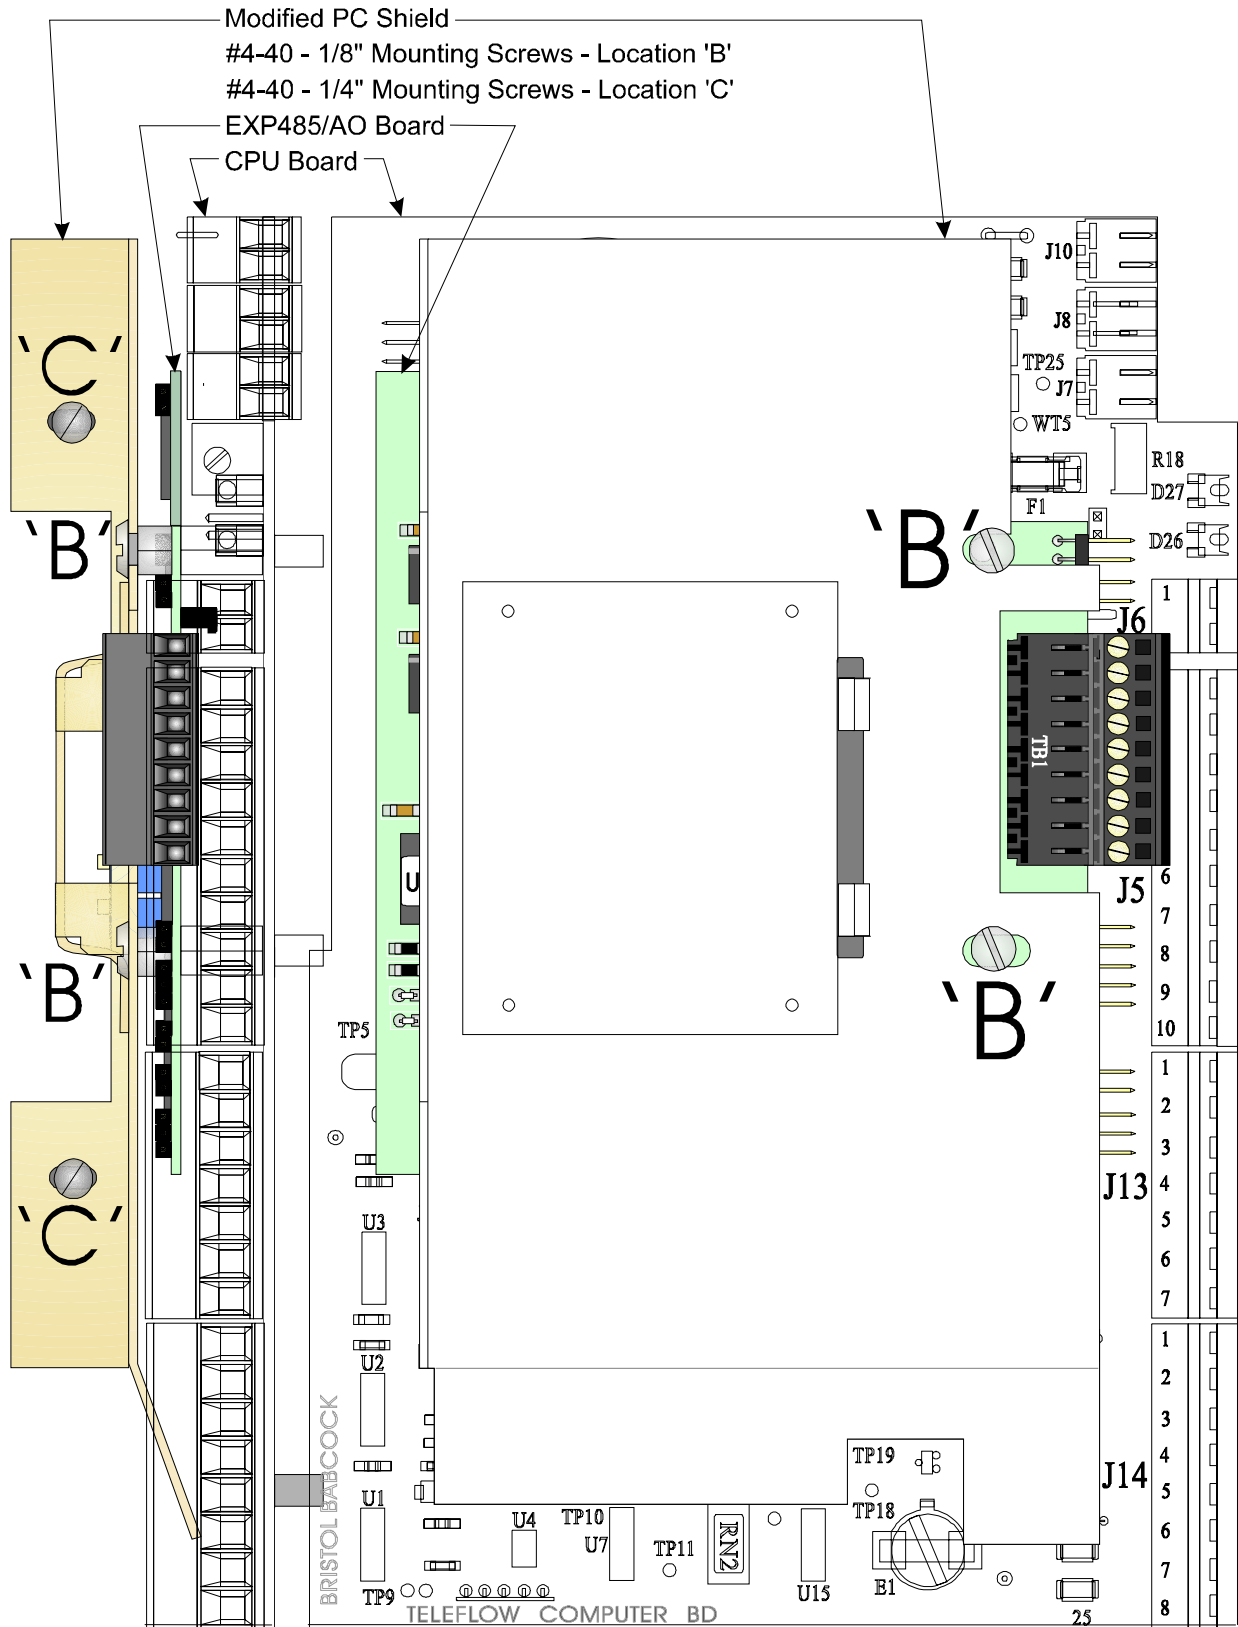 Modified PC Shield
#4-40 - 1/8" Mounting Screws - Location 'B'
#4-40 - 1/4" Mounting Screws - Location 'C'
EXP485/AO Board
CPU Board
J10
J8
TP25
J7
WT5
'C'
R18
D27
F1
'B'
'B'
D26
1
J6
TB1
U
6
J5
7
8
'B'
'B'
9
10
TP5
1
2
3
4
J13
'C'
5
U3
6
7
1
U2
2
3
BRISTOL BABCOCK
TP19
4
J14
5
U1
TP10
TP18
U4
U7
RN2
6
TP11
7
E1
TP9
U15
8
25
TELEFLOW COMPUTER BD